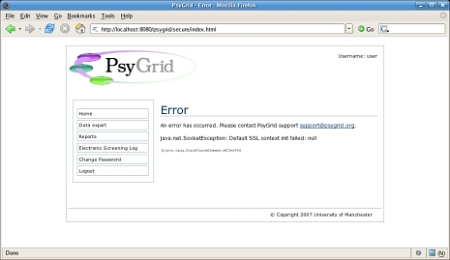 PsyGrid - Error - Mozilla Firefox
File Edit View Go Bookmarks Tools Help
http://localhost:8080/psygrid/secure/index.html
Go
PsyGrid
Username: user
Home
Data export
Reports
Electronic Screening Log
Change Password
Logout
Error
An error has occurred. Please contact PsyGrid support support@psygrid.org.
java.net.SocketException: Default SSL context init failed: null
© Copyright 2007 University of Manchester
Done